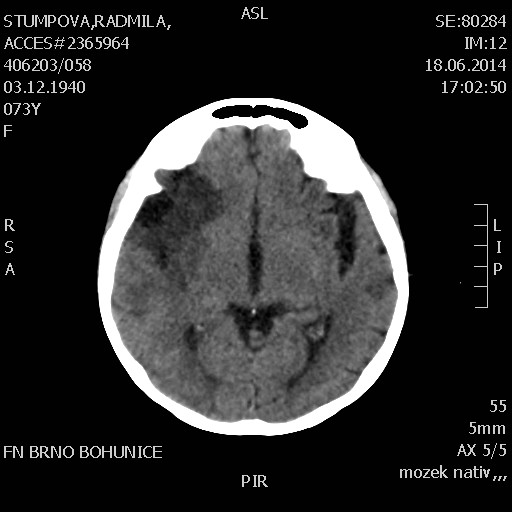 STUMPOVA,RADMILA,
ACCES#2365964
406203/058
03.12.1940
073Y
F
ASL
SE:80284
IM:12
18.06.2014
17:02:50
R
S
A
L
I
P
FN BRNO BOHUNICE
PIR
55
5mm
AX 5/5
mozek nativ,,,